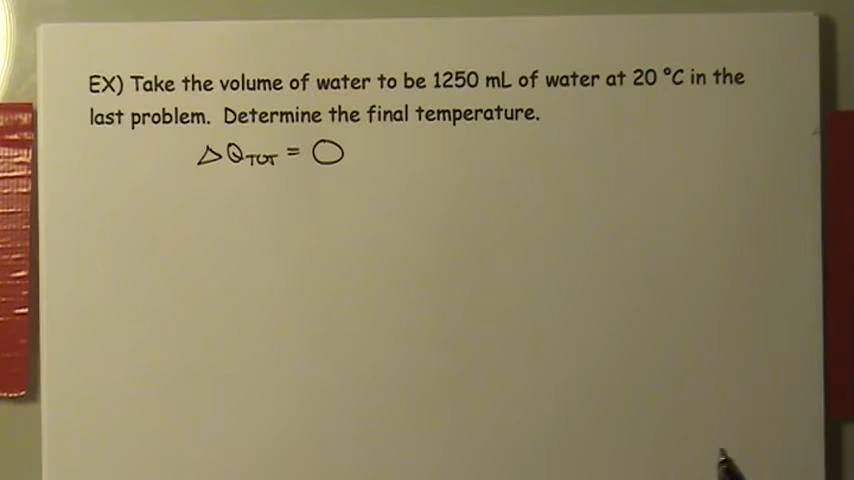 EX) Take the volume of water to be 1250 mL of water at 20 °C in the
last problem. Determine the final temperature.
ΔQTOT = 0